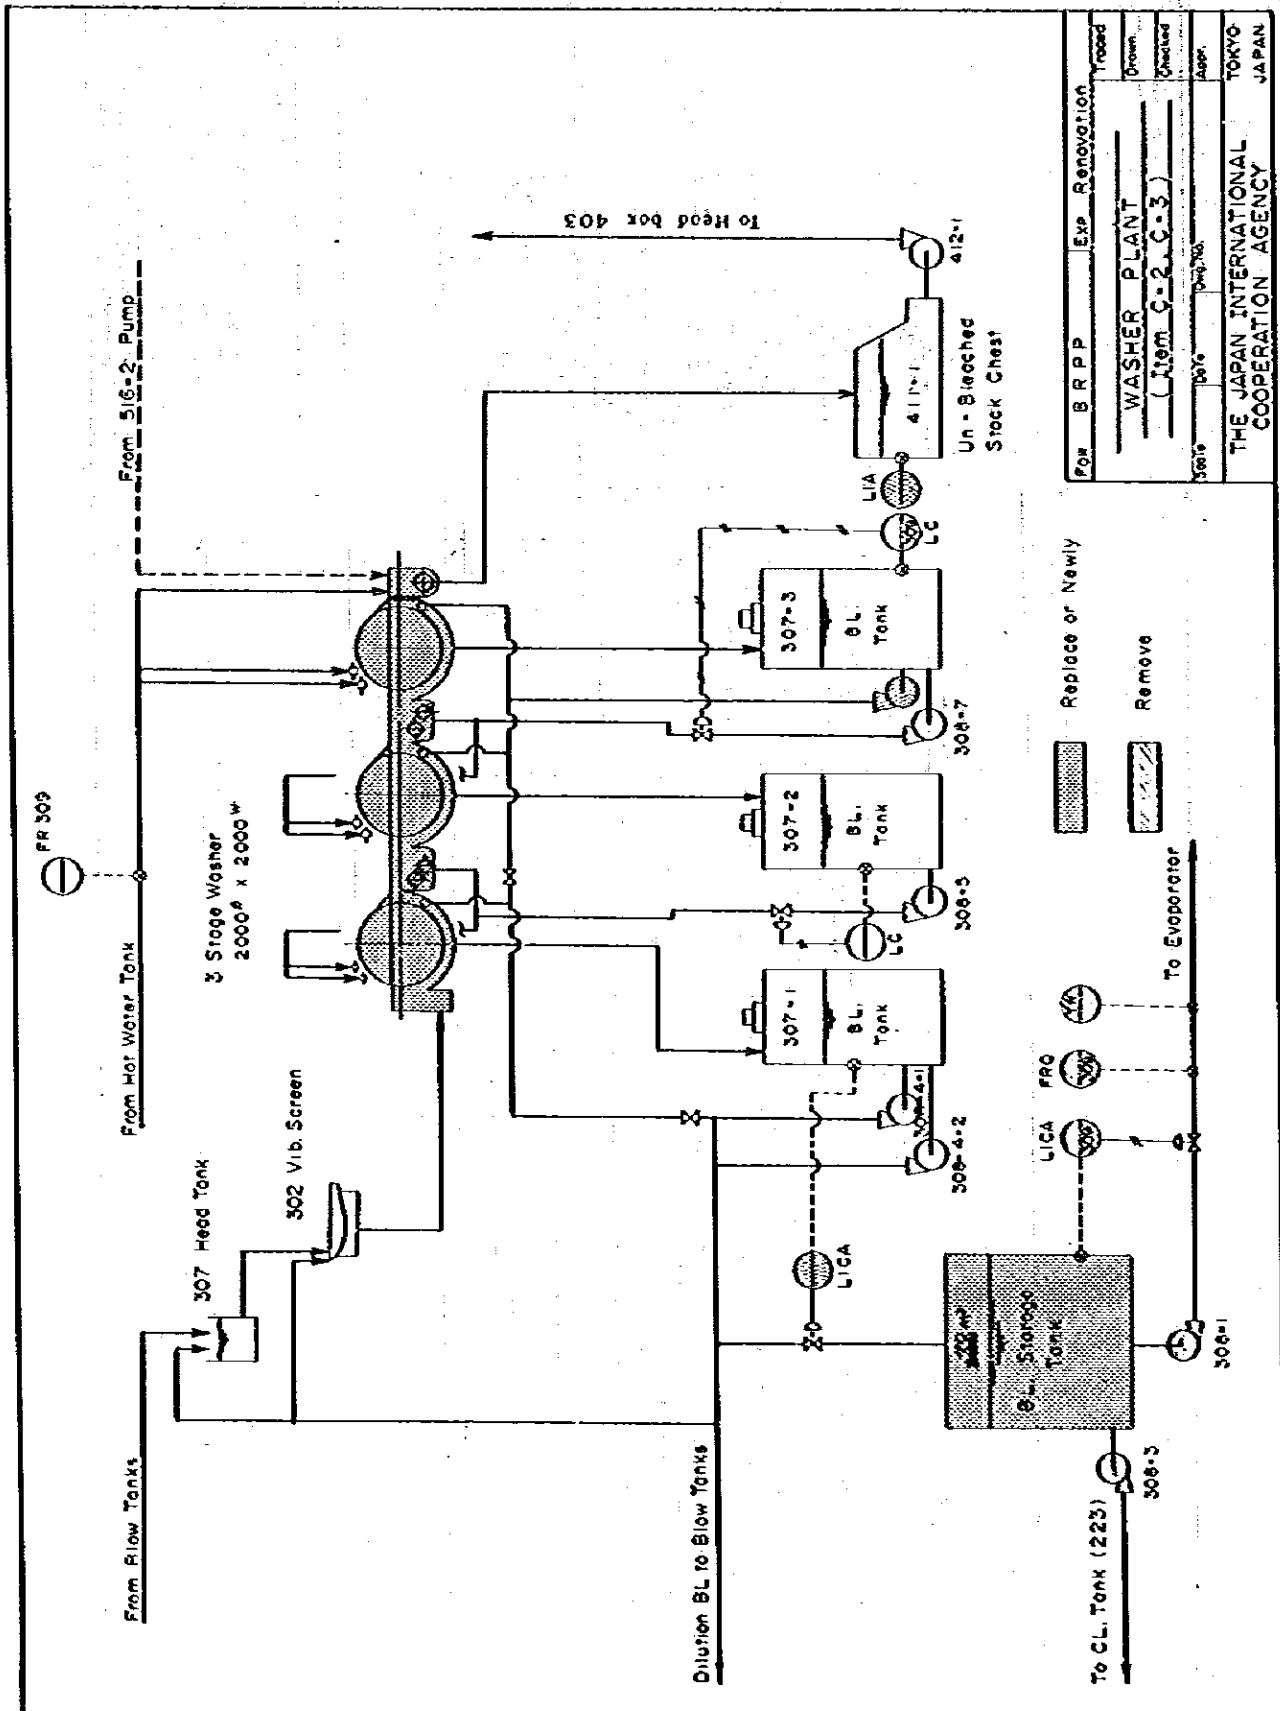 FR 309
From Hot Water Tank
From 516-2 Pump
From Blow Tanks
307 Head Tank
302 Vib. Screen
3 Stage Washer
2000ø x 2000W
To Head box 403
307-1
BL.
Tank
307-2
BL.
Tank
307-3
BL.
Tank
411-1
Un-Bleached
Stock Chest
412-1
LIA
LC
LC
308-7
308-5
308-4-1
308-4-2
LICA
Dilution BL to Blow Tanks
BL. Storage
Tank
LICA
FRQ
To Evaporator
308-1
308-3
To CL. Tank (223)
Replace or Newly
Remove
FOR B R P P
EXP Renovation
WASHER PLANT
(Item C-2, C-3)
Traced
Drawn
Checked
Appr.
Scale
Date
Dwg. No.
THE JAPAN INTERNATIONAL
COOPERATION AGENCY
TOKYO
JAPAN